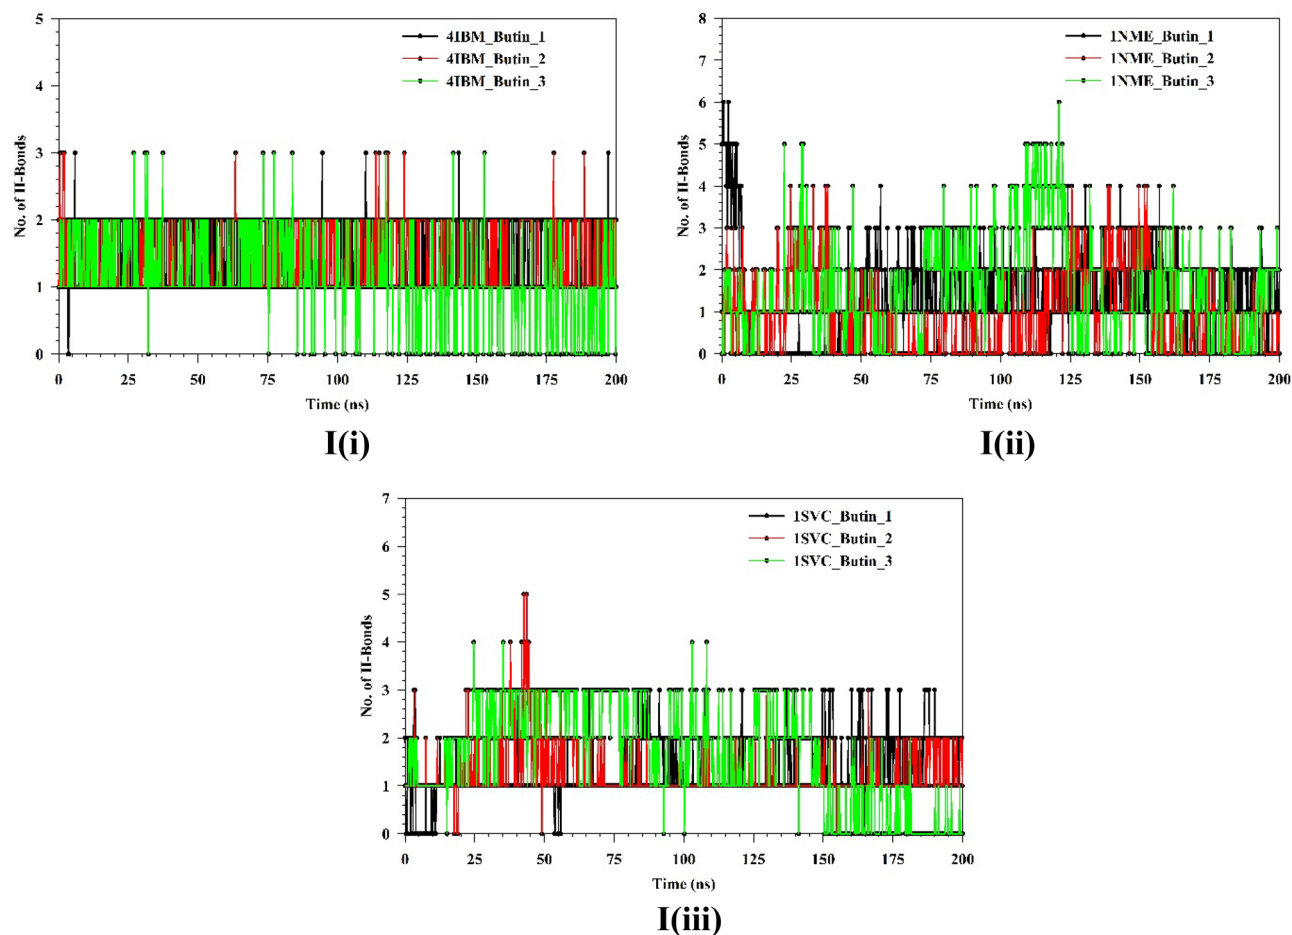 5
4
3
2
1
0
No. of H-Bonds
4IBM_Butin_1
4IBM_Butin_2
4IBM_Butin_3
0 25 50 75 100 125 150 175 200
Time (ns)
I(i)
8
7
6
5
4
3
2
1
0
No. of H-Bonds
1NME_Butin_1
1NME_Butin_2
1NME_Butin_3
0 25 50 75 100 125 150 175 200
Time (ns)
I(ii)
7
6
5
4
3
2
1
0
No. of H-Bonds
1SVC_Butin_1
1SVC_Butin_2
1SVC_Butin_3
0 25 50 75 100 125 150 175 200
Time (ns)
I(iii)